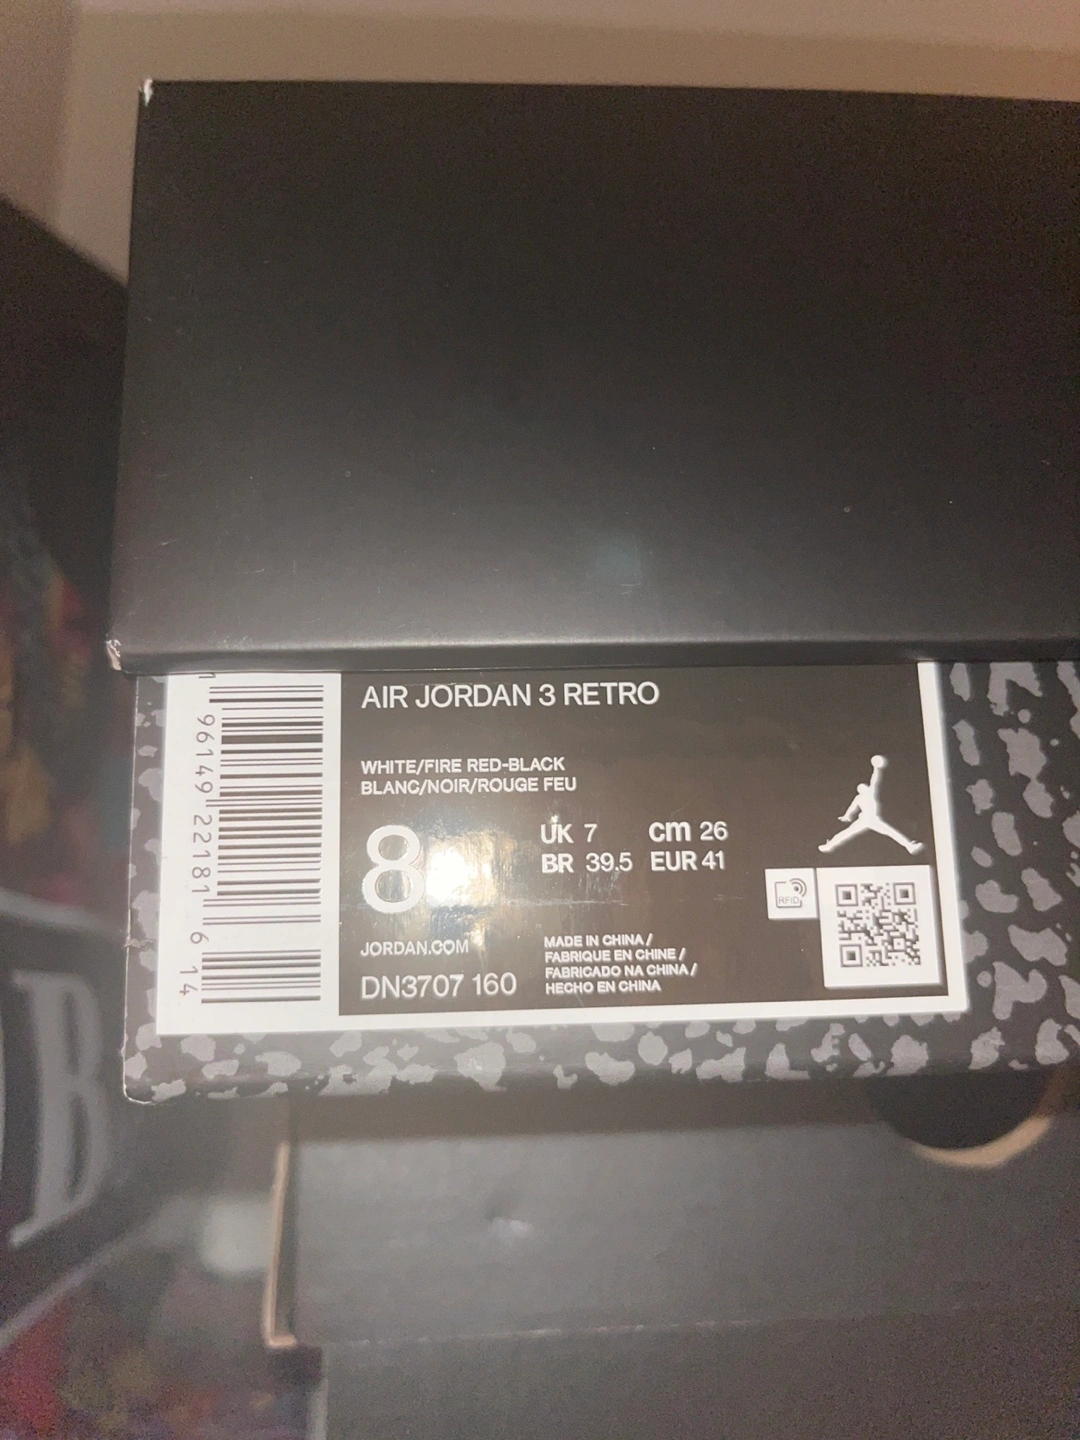 AIR JORDAN 3 RETRO
WHITE/FIRE RED-BLACK
BLANC/NOIR/ROUGE FEU
8
UK 7
cm 26
BR 39.5
EUR 41
JORDAN.COM
DN3707 160
MADE IN CHINA /
FABRIQUE EN CHINE /
FABRICADO NA CHINA /
HECHO EN CHINA
RFID
1 96149 22181 6 14
B